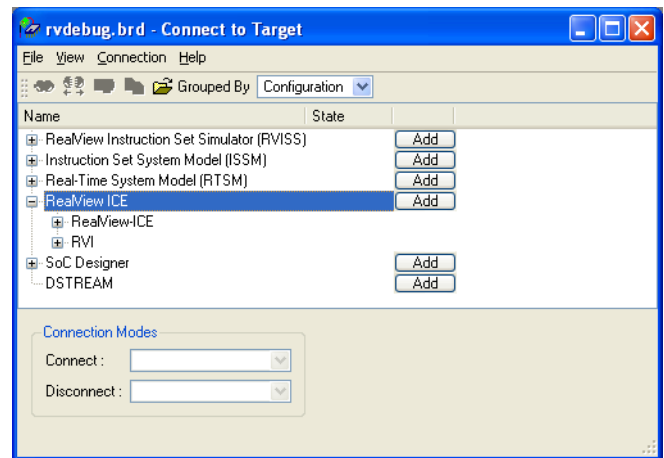 rvdebug.brd - Connect to Target
File View Connection Help
Grouped By Configuration
Name State
RealView Instruction Set Simulator (RVISS) Add
Instruction Set System Model (ISSM) Add
Real-Time System Model (RTSM) Add
RealView ICE Add
RealView-ICE
RVI
SoC Designer Add
DSTREAM Add
Connection Modes
Connect :
Disconnect :